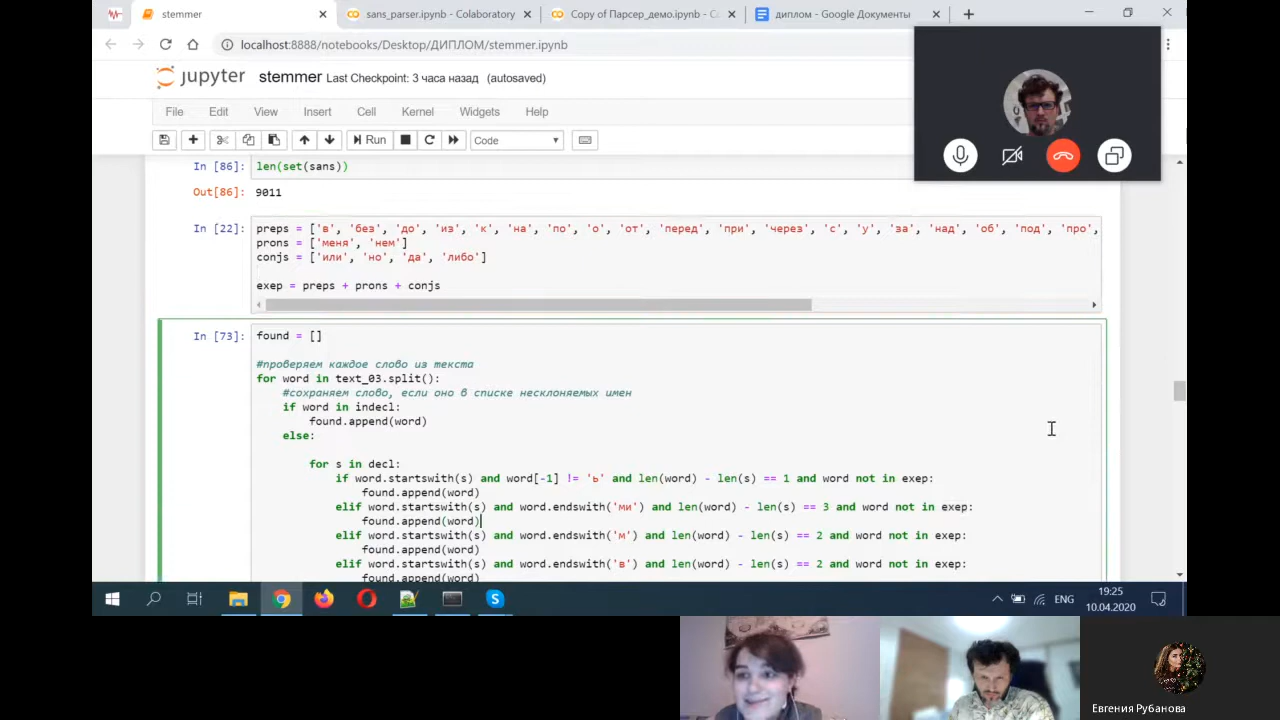 stemmer
sans_parser.ipynb - Colaboratory
Copy of Парсер_демо.ipynb - Co
диплом - Google Документы
localhost:8888/notebooks/Desktop/ДИПЛОМ/stemmer.ipynb
jupyter stemmer Last Checkpoint: 3 часа назад (autosaved)
File Edit View Insert Cell Kernel Widgets Help
Run Code
In [86]: len(set(sans))
Out[86]: 9011
In [22]: preps = ['в', 'без', 'до', 'из', 'к', 'на', 'по', 'о', 'от', 'перед', 'при', 'через', 'с', 'у', 'за', 'над', 'об', 'под', 'про',
prons = ['меня', 'нем']
conjs = ['или', 'но', 'да', 'либо']
exep = preps + prons + conjs
In [73]: found = []
#проверяем каждое слово из текста
for word in text_03.split():
#сохраняем слово, если оно в списке несклоняемых имен
if word in indecl:
found.append(word)
else:
for s in decl:
if word.startswith(s) and word[-1] != 'ь' and len(word) - len(s) == 1 and word not in exep:
found.append(word)
elif word.startswith(s) and word.endswith('ми') and len(word) - len(s) == 3 and word not in exep:
found.append(word)
elif word.startswith(s) and word.endswith('м') and len(word) - len(s) == 2 and word not in exep:
found.append(word)
elif word.startswith(s) and word.endswith('в') and len(word) - len(s) == 2 and word not in exep:
found.append(word)
ENG
19:25
10.04.2020
Евгения Рубанова